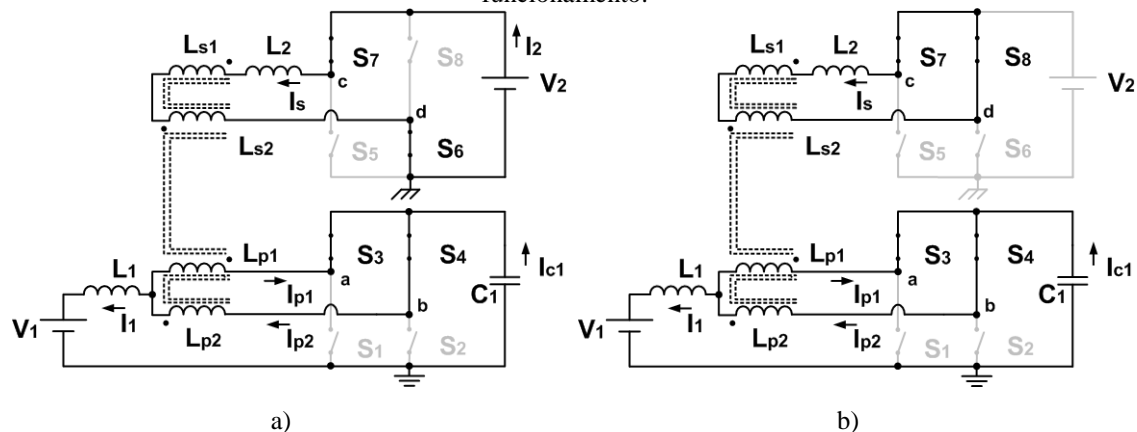 funcionamento.
Ls1 L2 S7 S8 I2
c V2
Is
d
Ls2 S5 S6
Lp1 S3 S4 Ic1
L1 a
Ip1 C1
I1 b
V1 Ip2
Lp2 S1 S2
a)
Ls1 L2 S7 S8
c V2
Is
d
Ls2 S5 S6
Lp1 S3 S4 Ic1
L1 a
Ip1 C1
I1 b
V1 Ip2
Lp2 S1 S2
b)